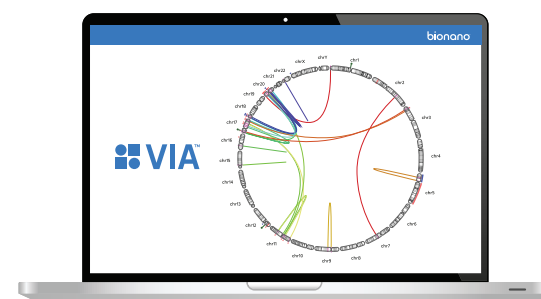 bionano
VIA™
chrY
chr1
chr2
chr3
chr4
chr5
chr6
chr7
chr8
chr9
chr10
chr11
chr12
chr13
chr14
chr15
chr16
chr17
chr18
chr19
chr20
chr21
chr22
chrX